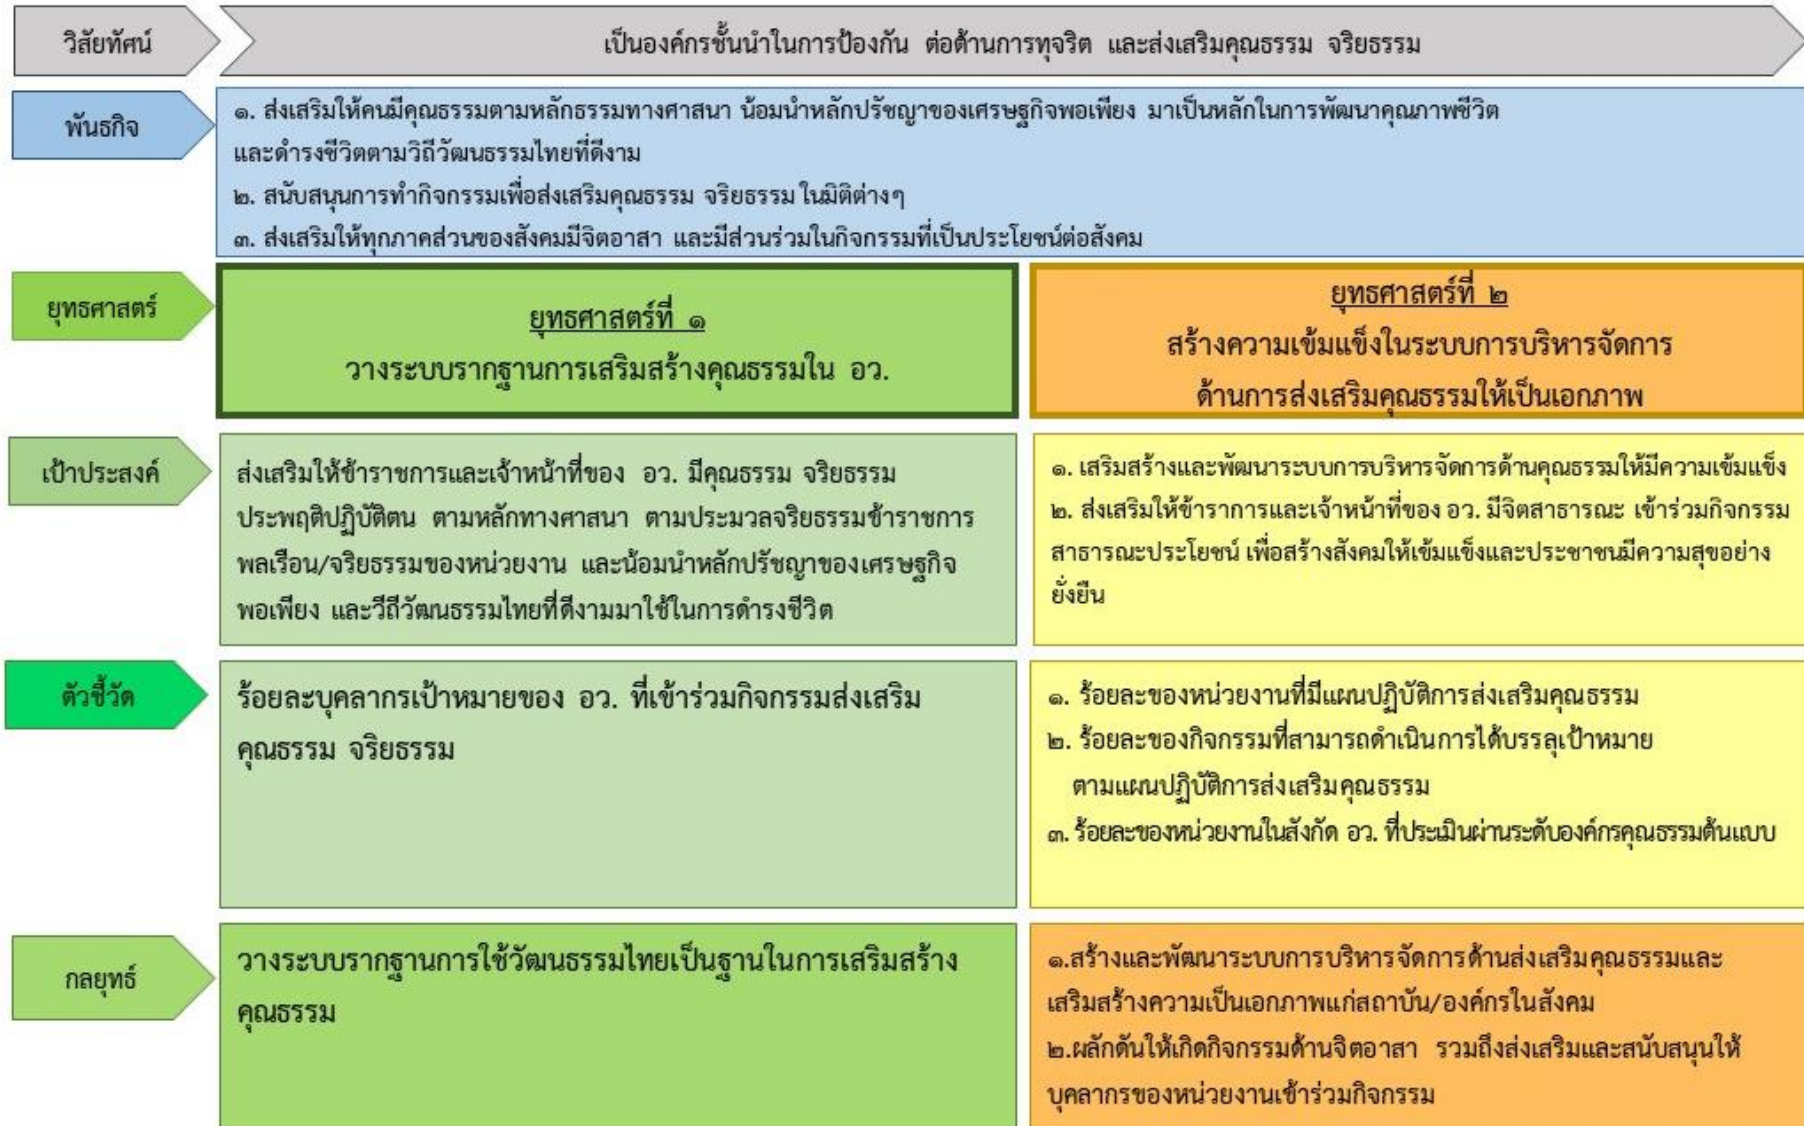 วิสัยทัศน์
เป็นองค์กรชั้นนำในการป้องกัน ต่อต้านการทุจริต และส่งเสริมคุณธรรม จริยธรรม
พันธกิจ
๑. ส่งเสริมให้คนมีคุณธรรมตามหลักธรรมทางศาสนา น้อมนำหลักปรัชญาของเศรษฐกิจพอเพียง มาเป็นหลักในการพัฒนาคุณภาพชีวิต
และดำรงชีวิตตามวิถีวัฒนธรรมไทยที่ดีงาม
๒. สนับสนุนการทำกิจกรรมเพื่อส่งเสริมคุณธรรม จริยธรรม ในมิติต่างๆ
๓. ส่งเสริมให้ทุกภาคส่วนของสังคมมีจิตอาสา และมีส่วนร่วมในกิจกรรมที่เป็นประโยชน์ต่อสังคม
ยุทธศาสตร์
ยุทธศาสตร์ที่ ๑
วางระบบรากฐานการเสริมสร้างคุณธรรมใน อว.
ยุทธศาสตร์ที่ ๒
สร้างความเข้มแข็งในระบบการบริหารจัดการ
ด้านการส่งเสริมคุณธรรมให้เป็นเอกภาพ
เป้าประสงค์
ส่งเสริมให้ข้าราชการและเจ้าหน้าที่ของ อว. มีคุณธรรม จริยธรรม
ประพฤติปฏิบัติตน ตามหลักทางศาสนา ตามประมวลจริยธรรมข้าราชการ
พลเรือน/จริยธรรมของหน่วยงาน และน้อมนำหลักปรัชญาของเศรษฐกิจ
พอเพียง และวีถีวัฒนธรรมไทยที่ดีงามมาใช้ในการดำรงชีวิต
๑. เสริมสร้างและพัฒนาระบบการบริหารจัดการด้านคุณธรรมให้มีความเข้มแข็ง
๒. ส่งเสริมให้ข้าราการและเจ้าหน้าที่ของ อว. มีจิตสาธารณะ เข้าร่วมกิจกรรม
สาธารณะประโยชน์ เพื่อสร้างสังคมให้เข้มแข็งและประชาชนมีความสุขอย่าง
ยั่งยืน
ตัวชี้วัด
ร้อยละบุคลากรเป้าหมายของ อว. ที่เข้าร่วมกิจกรรมส่งเสริม
คุณธรรม จริยธรรม
๑. ร้อยละของหน่วยงานที่มีแผนปฏิบัติการส่งเสริมคุณธรรม
๒. ร้อยละของกิจกรรมที่สามารถดำเนินการได้บรรลุเป้าหมาย
ตามแผนปฏิบัติการส่งเสริมคุณธรรม
๓. ร้อยละของหน่วยงานในสังกัด อว. ที่ประเมินผ่านระดับองค์กรคุณธรรมต้นแบบ
กลยุทธ์
วางระบบรากฐานการใช้วัฒนธรรมไทยเป็นฐานในการเสริมสร้าง
คุณธรรม
๑.สร้างและพัฒนาระบบการบริหารจัดการด้านส่งเสริมคุณธรรมและ
เสริมสร้างความเป็นเอกภาพแก่สถาบัน/องค์กรในสังคม
๒.ผลักดันให้เกิดกิจกรรมด้านจิตอาสา รวมถึงส่งเสริมและสนับสนุนให้
บุคลากรของหน่วยงานเข้าร่วมกิจกรรม